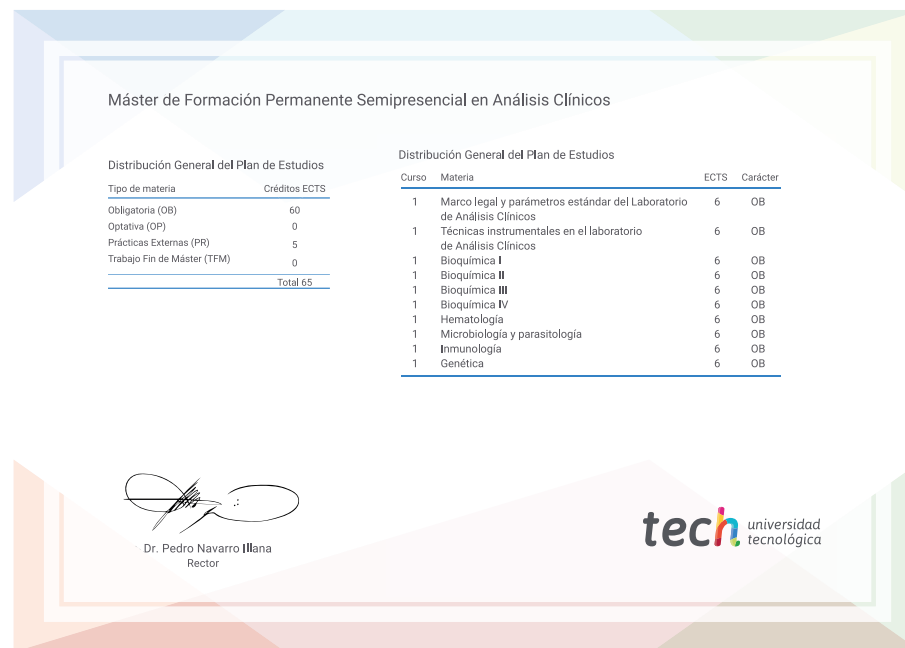 Máster de Formación Permanente Semipresencial en Análisis Clínicos
Distribución General del Plan de Estudios
Tipo de materia Créditos ECTS
Obligatoria (OB) 60
Optativa (OP) 0
Prácticas Externas (PR) 5
Trabajo Fin de Máster (TFM) 0
Total 65
Distribución General del Plan de Estudios
Curso Materia ECTS Carácter
1 Marco legal y parámetros estándar del Laboratorio 6 OB
de Análisis Clínicos
1 Técnicas instrumentales en el laboratorio 6 OB
de Análisis Clínicos
1 Bioquímica I 6 OB
1 Bioquímica II 6 OB
1 Bioquímica III 6 OB
1 Bioquímica IV 6 OB
1 Hematología 6 OB
1 Microbiología y parasitología 6 OB
1 Inmunología 6 OB
1 Genética 6 OB
Dr. Pedro Navarro Illana
Rector
tech universidad
tecnológica